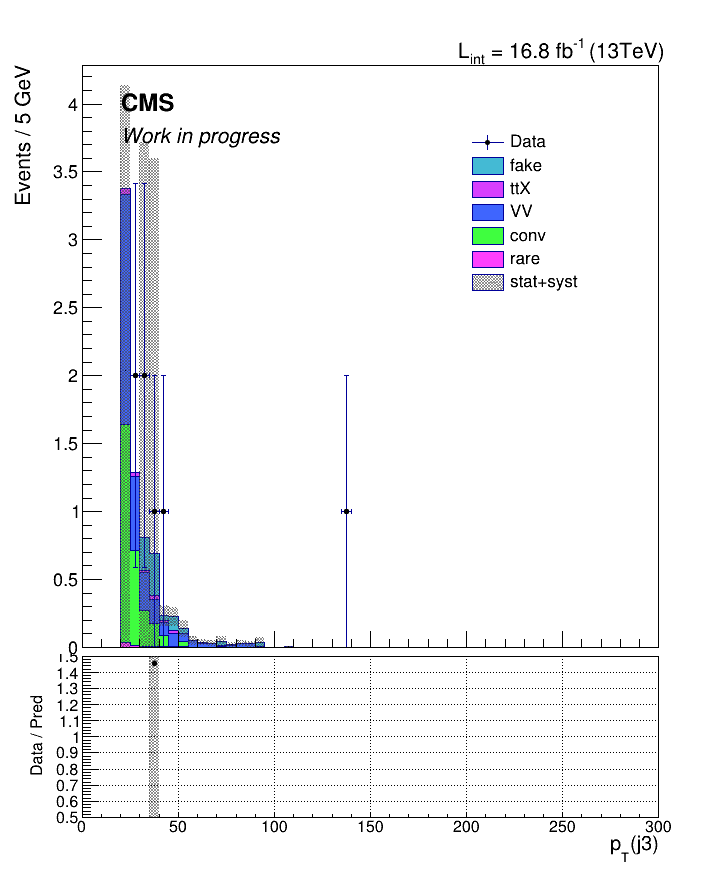 L_int = 16.8 fb^-1 (13TeV)
Events / 5 GeV
CMS
Work in progress
Data
fake
ttX
VV
conv
rare
stat+syst
4
3.5
3
2.5
2
1.5
1
0.5
0
Data / Pred
1.5
1.4
1.3
1.2
1.1
1
0.9
0.8
0.7
0.6
0.5
0 50 100 150 200 250 300
p_T(j3)